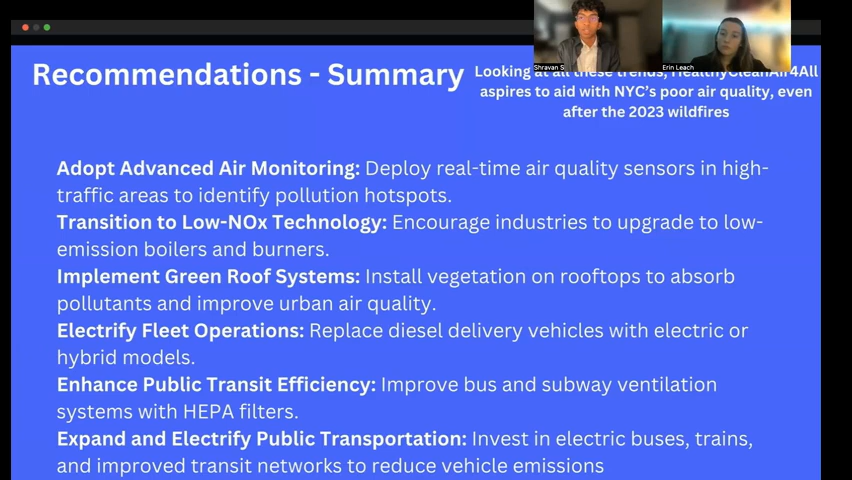 Shravan S
Erin Leach
Recommendations - Summary
Looking at all these trends, HealthyCleanAir4All
aspires to aid with NYC's poor air quality, even
after the 2023 wildfires
Adopt Advanced Air Monitoring: Deploy real-time air quality sensors in high-
traffic areas to identify pollution hotspots.
Transition to Low-NOx Technology: Encourage industries to upgrade to low-
emission boilers and burners.
Implement Green Roof Systems: Install vegetation on rooftops to absorb
pollutants and improve urban air quality.
Electrify Fleet Operations: Replace diesel delivery vehicles with electric or
hybrid models.
Enhance Public Transit Efficiency: Improve bus and subway ventilation
systems with HEPA filters.
Expand and Electrify Public Transportation: Invest in electric buses, trains,
and improved transit networks to reduce vehicle emissions